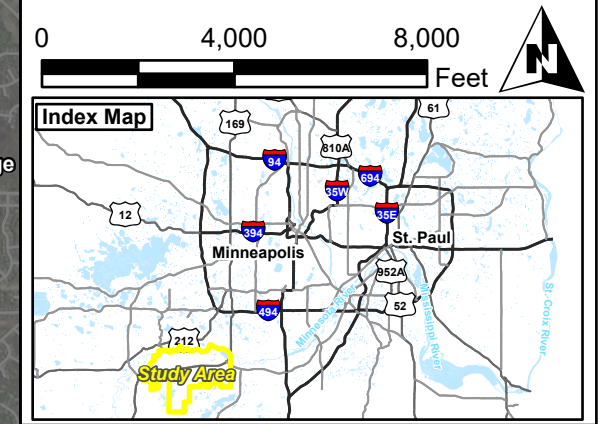 0 4,000 8,000
Feet
N
Index Map
61
169
810A
94
694
35W
12
35E
394
St. Paul
Minneapolis
952A
52
494
Minnesota River
Mississippi River
St. Croix River
212
Study Area